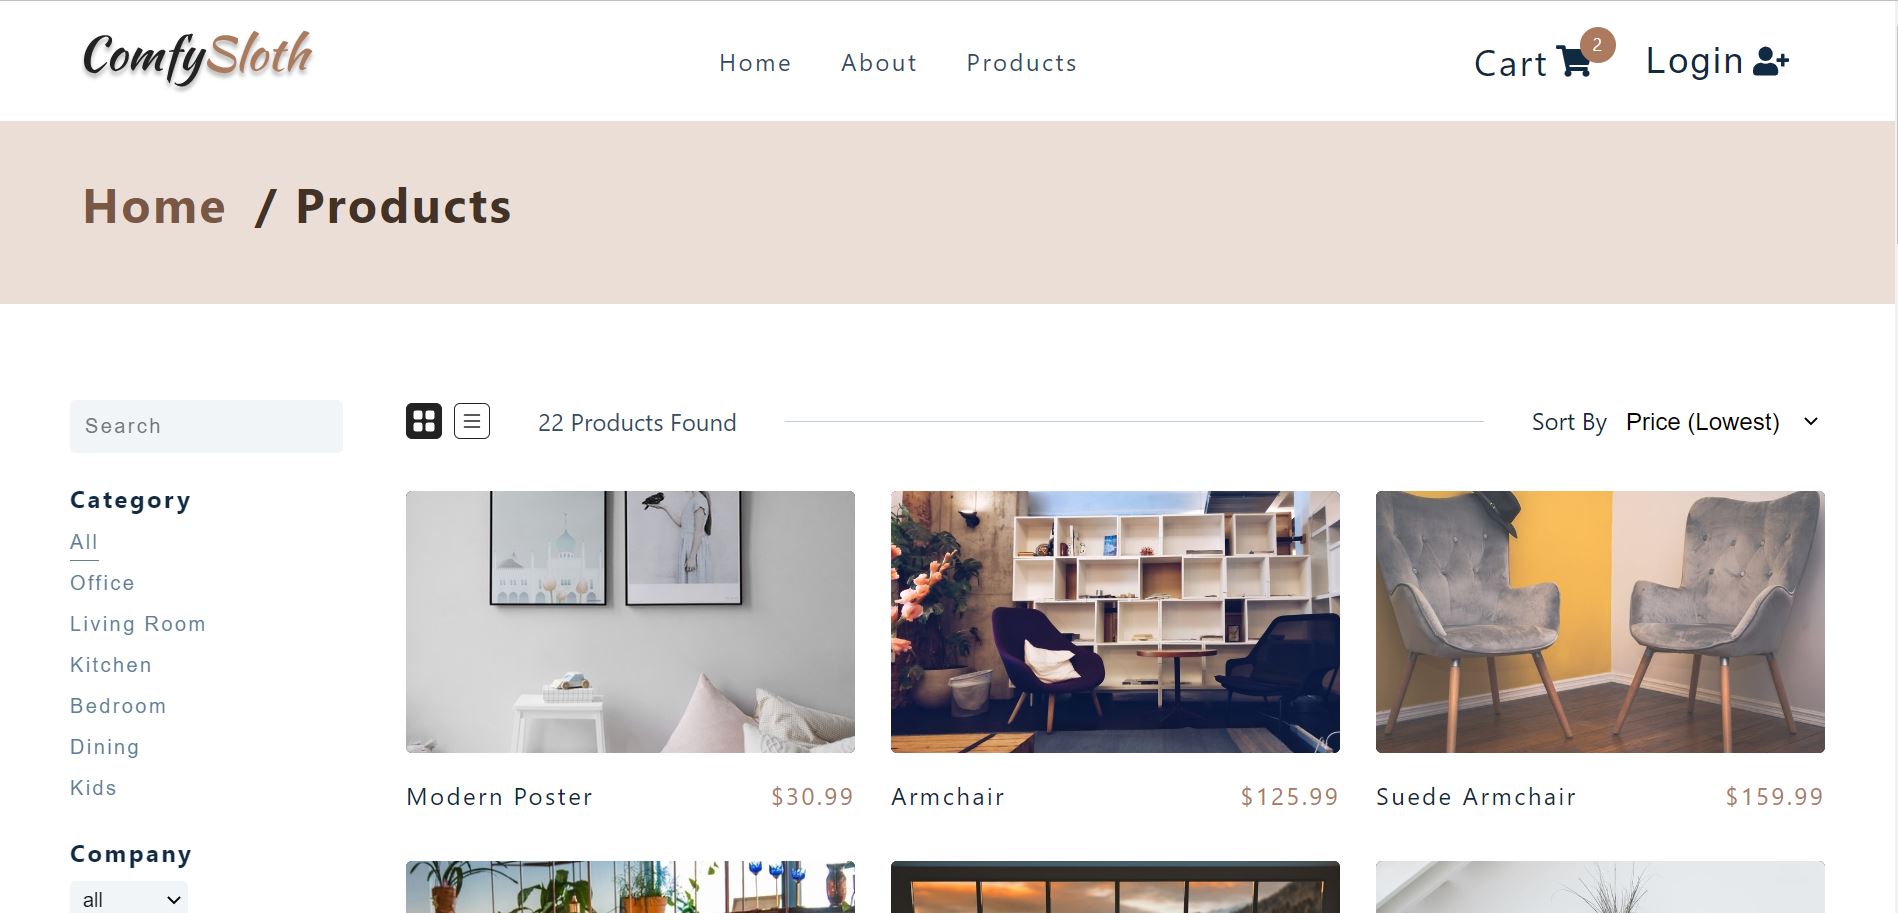 ComfySloth
Home About Products
Cart 2 Login
Home / Products
Search
22 Products Found
Sort By Price (Lowest)
Category
All
Office
Living Room
Kitchen
Bedroom
Dining
Kids
Company
all
Modern Poster $30.99
Armchair $125.99
Suede Armchair $159.99